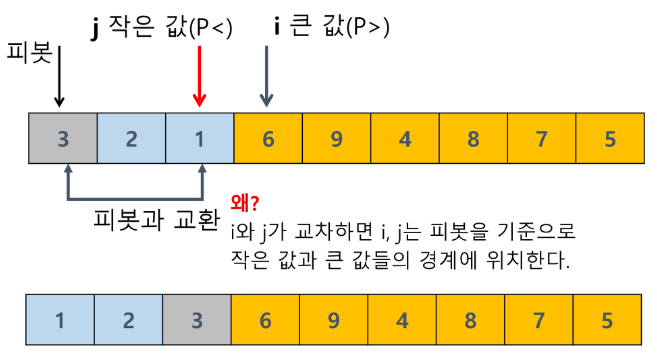 j 작은 값(P<) i 큰 값(P>)
피봇
3 2 1 6 9 4 8 7 5
피봇과 교환
왜?
i와 j가 교차하면 i, j는 피봇을 기준으로
작은 값과 큰 값들의 경계에 위치한다.
1 2 3 6 9 4 8 7 5